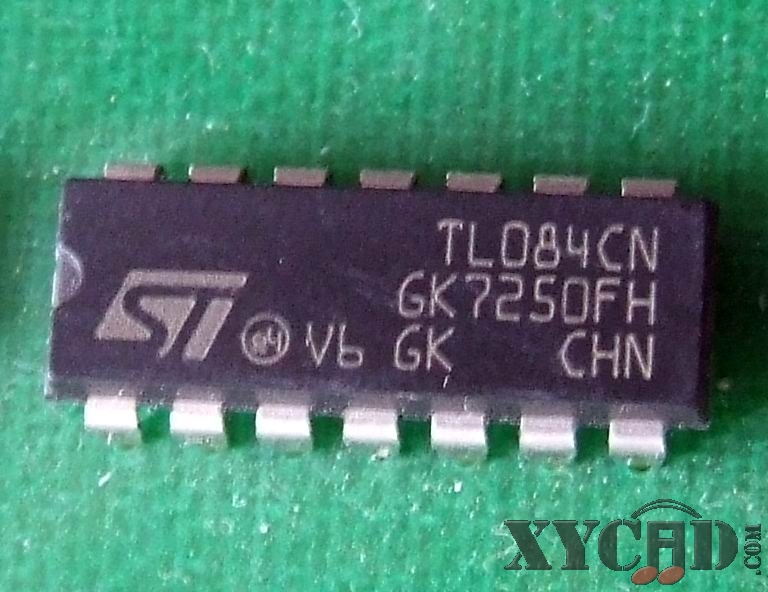 TL084CN
GK7250FH
ST e4 V6 GK CHN
XYCAD.COM